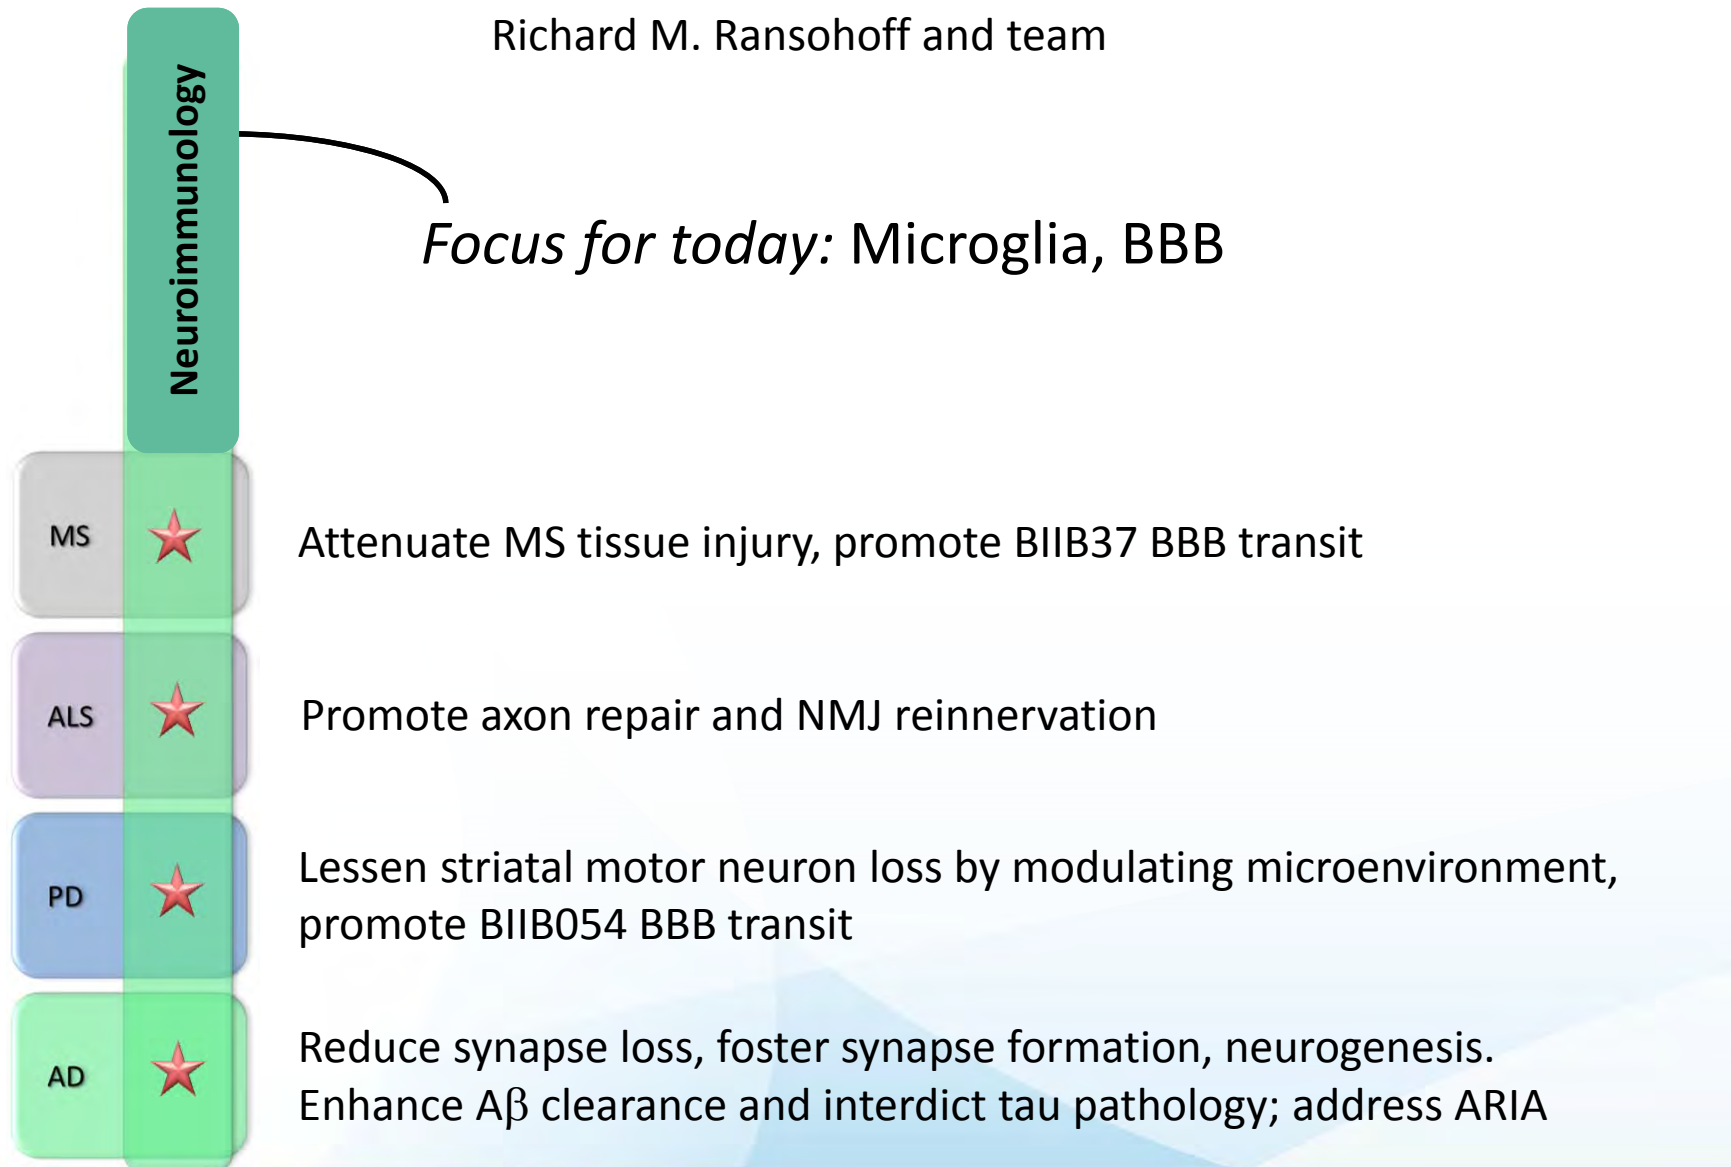 Richard M. Ransohoff and team
Neuroimmunology
Focus for today: Microglia, BBB
MS
Attenuate MS tissue injury, promote BIIB37 BBB transit
ALS
Promote axon repair and NMJ reinnervation
PD
Lessen striatal motor neuron loss by modulating microenvironment,
promote BIIB054 BBB transit
AD
Reduce synapse loss, foster synapse formation, neurogenesis.
Enhance Aβ clearance and interdict tau pathology; address ARIA